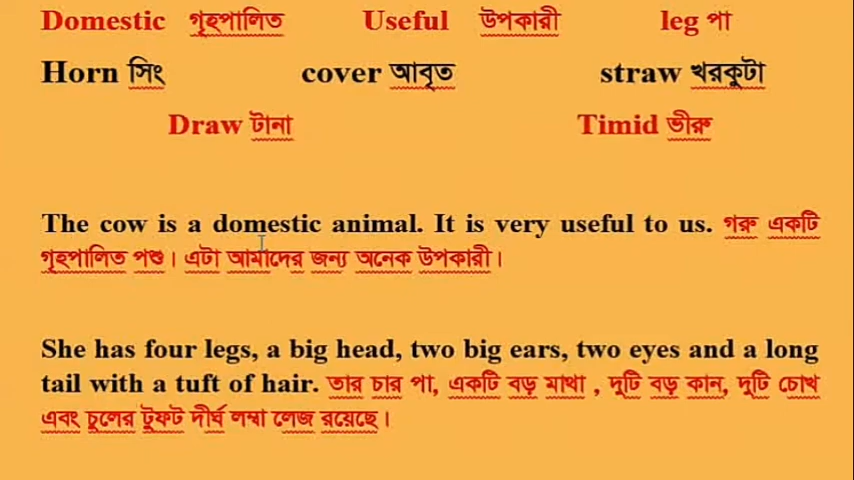 Domestic গৃহপালিত Useful উপকারী leg পা
Horn সিং cover আবৃত straw খরকুটা
Draw টানা Timid ভীরু
The cow is a domestic animal. It is very useful to us. গরু একটি
গৃহপালিত পশু। এটা আমাদের জন্য অনেক উপকারী।
She has four legs, a big head, two big ears, two eyes and a long
tail with a tuft of hair. তার চার পা, একটি বড় মাথা , দুটি বড় কান, দুটি চোখ
এবং চুলের টুফট দীর্ঘ লম্বা লেজ রয়েছে।